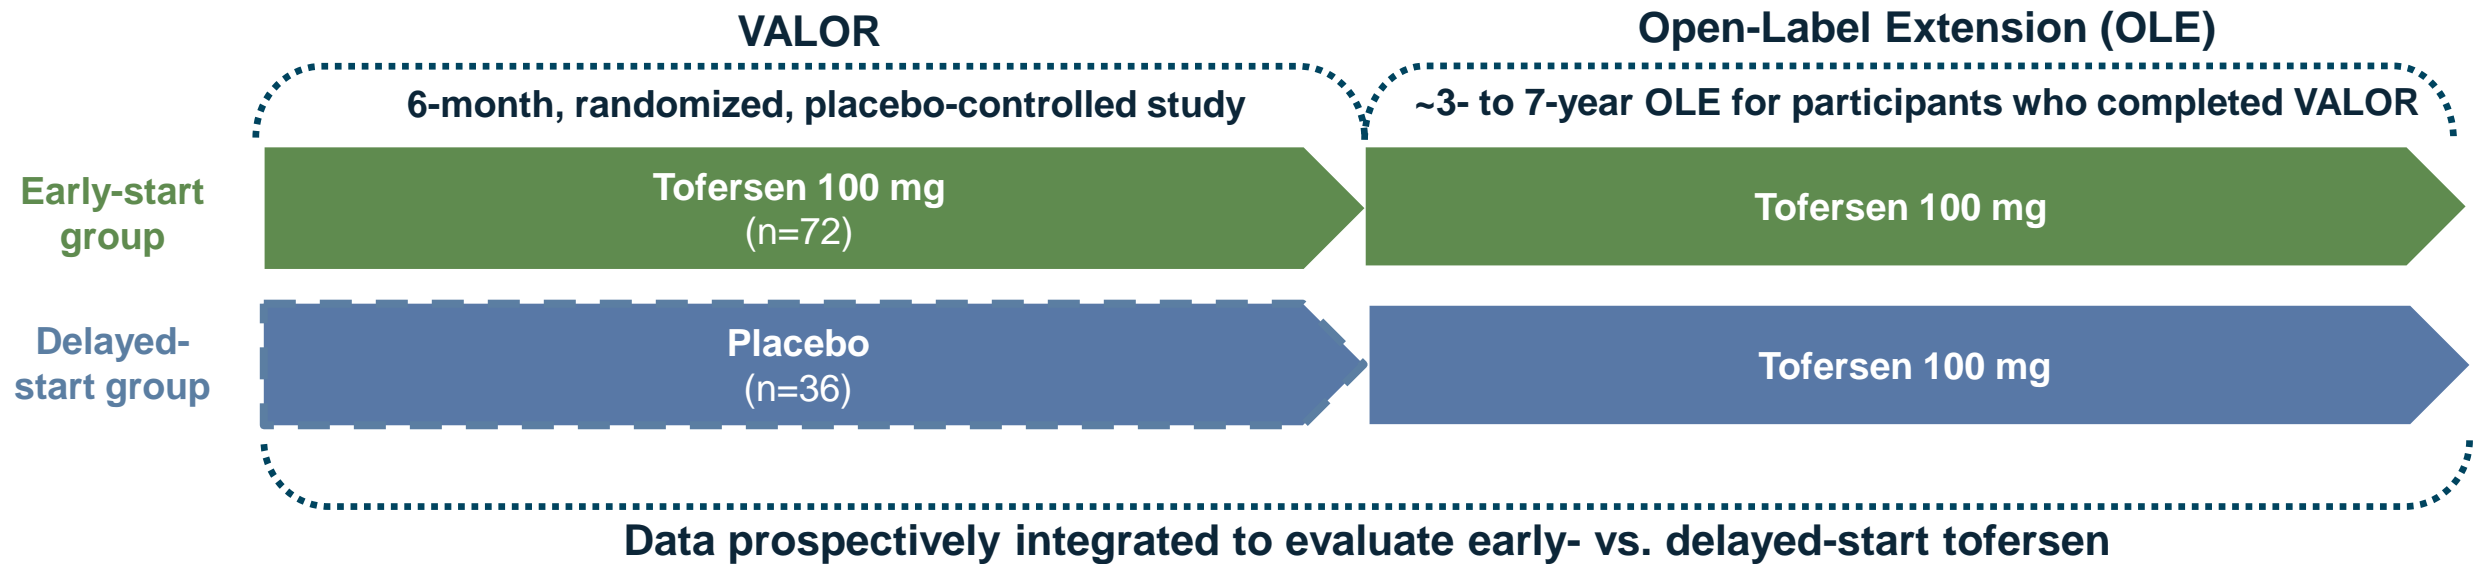 VALOR
Open-Label Extension (OLE)
6-month, randomized, placebo-controlled study
~3- to 7-year OLE for participants who completed VALOR
Early-start
group
Tofersen 100 mg
(n=72)
Tofersen 100 mg
Delayed-
start group
Placebo
(n=36)
Tofersen 100 mg
Data prospectively integrated to evaluate early- vs. delayed-start tofersen